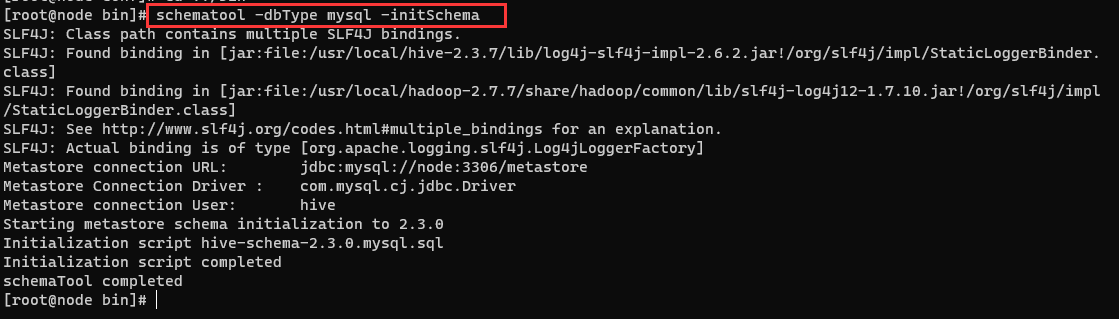 [root@node bin]# schematool -dbType mysql -initSchema
SLF4J: Class path contains multiple SLF4J bindings.
SLF4J: Found binding in [jar:file:/usr/local/hive-2.3.7/lib/log4j-slf4j-impl-2.6.2.jar!/org/slf4j/impl/StaticLoggerBinder.
class]
SLF4J: Found binding in [jar:file:/usr/local/hadoop-2.7.7/share/hadoop/common/lib/slf4j-log4j12-1.7.10.jar!/org/slf4j/impl
/StaticLoggerBinder.class]
SLF4J: See http://www.slf4j.org/codes.html#multiple_bindings for an explanation.
SLF4J: Actual binding is of type [org.apache.logging.slf4j.Log4jLoggerFactory]
Metastore connection URL:        jdbc:mysql://node:3306/metastore
Metastore Connection Driver :    com.mysql.cj.jdbc.Driver
Metastore connection User:       hive
Starting metastore schema initialization to 2.3.0
Initialization script hive-schema-2.3.0.mysql.sql
Initialization script completed
schemaTool completed
[root@node bin]#